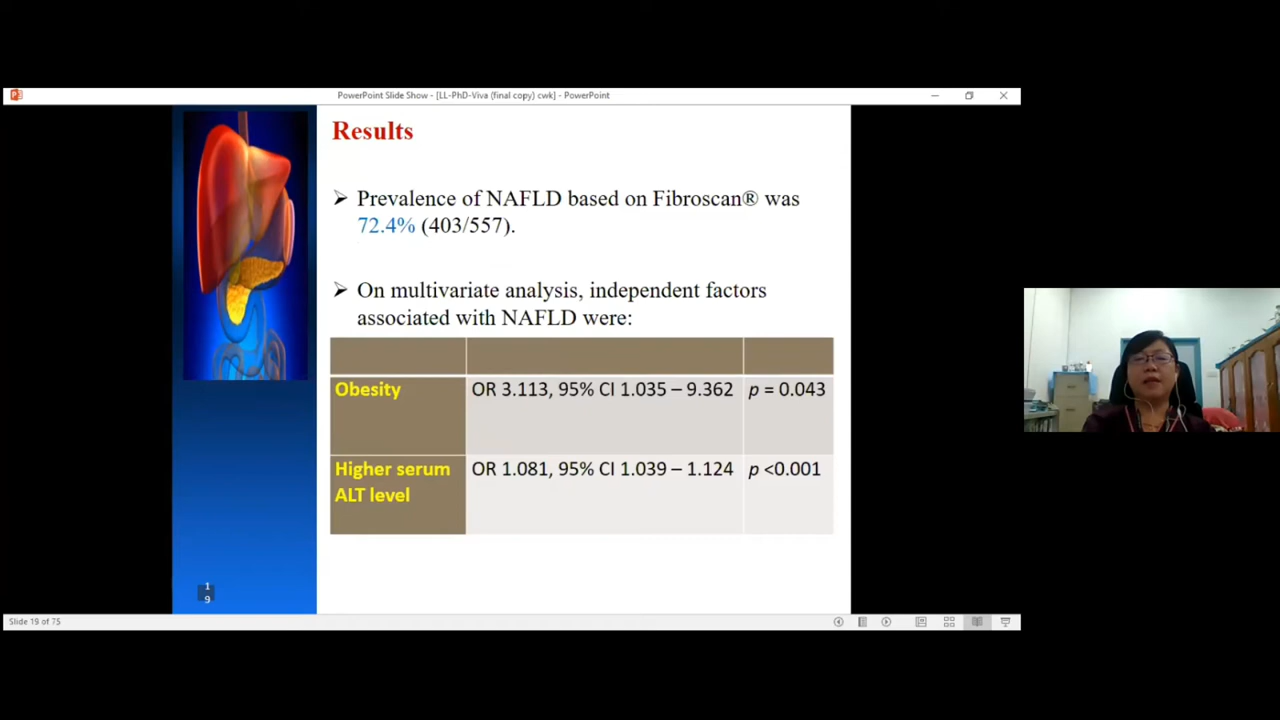 PowerPoint Slide Show - [LL-PhD-Viva (final copy) cwk] - PowerPoint
Results
➢ Prevalence of NAFLD based on Fibroscan® was
72.4% (403/557).
➢ On multivariate analysis, independent factors
associated with NAFLD were:
Obesity OR 3.113, 95% CI 1.035 – 9.362 p = 0.043
Higher serum OR 1.081, 95% CI 1.039 – 1.124 p <0.001
ALT level
1
9
Slide 19 of 75